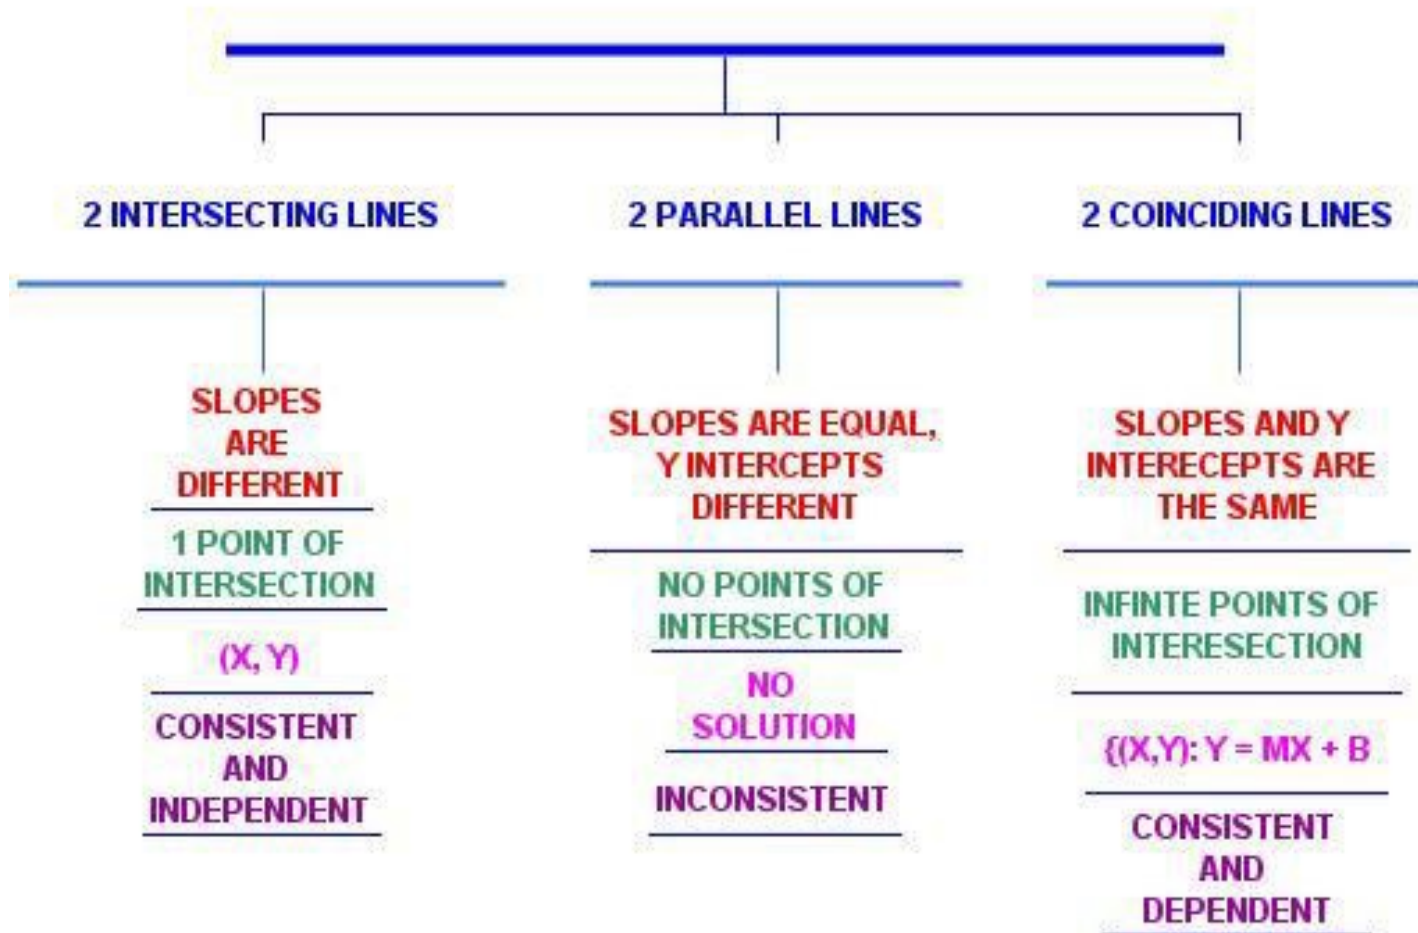 2 INTERSECTING LINES
SLOPES
ARE
DIFFERENT
1 POINT OF
INTERSECTION
(X, Y)
CONSISTENT
AND
INDEPENDENT
2 PARALLEL LINES
SLOPES ARE EQUAL,
Y INTERCEPTS
DIFFERENT
NO POINTS OF
INTERSECTION
NO
SOLUTION
INCONSISTENT
2 COINCIDING LINES
SLOPES AND Y
INTERECEPTS ARE
THE SAME
INFINTE POINTS OF
INTERESECTION
{(X,Y): Y = MX + B
CONSISTENT
AND
DEPENDENT